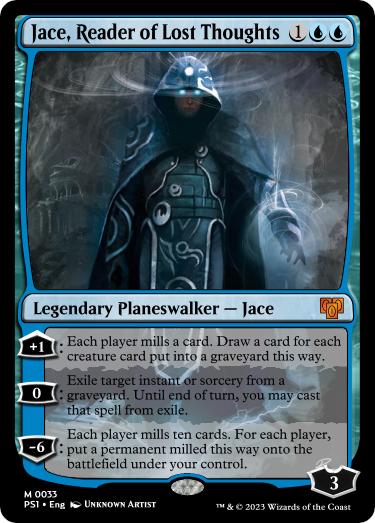 Jace, Reader of Lost Thoughts 1
Legendary Planeswalker — Jace
+1: Each player mills a card. Draw a card for each
creature card put into a graveyard this way.
0: Exile target instant or sorcery from a
graveyard. Until end of turn, you may cast
that spell from exile.
-6: Each player mills ten cards. For each player,
put a permanent milled this way onto the
battlefield under your control.
3
M 0033
PS1 • Eng Unknown Artist
™ & © 2023 Wizards of the Coast